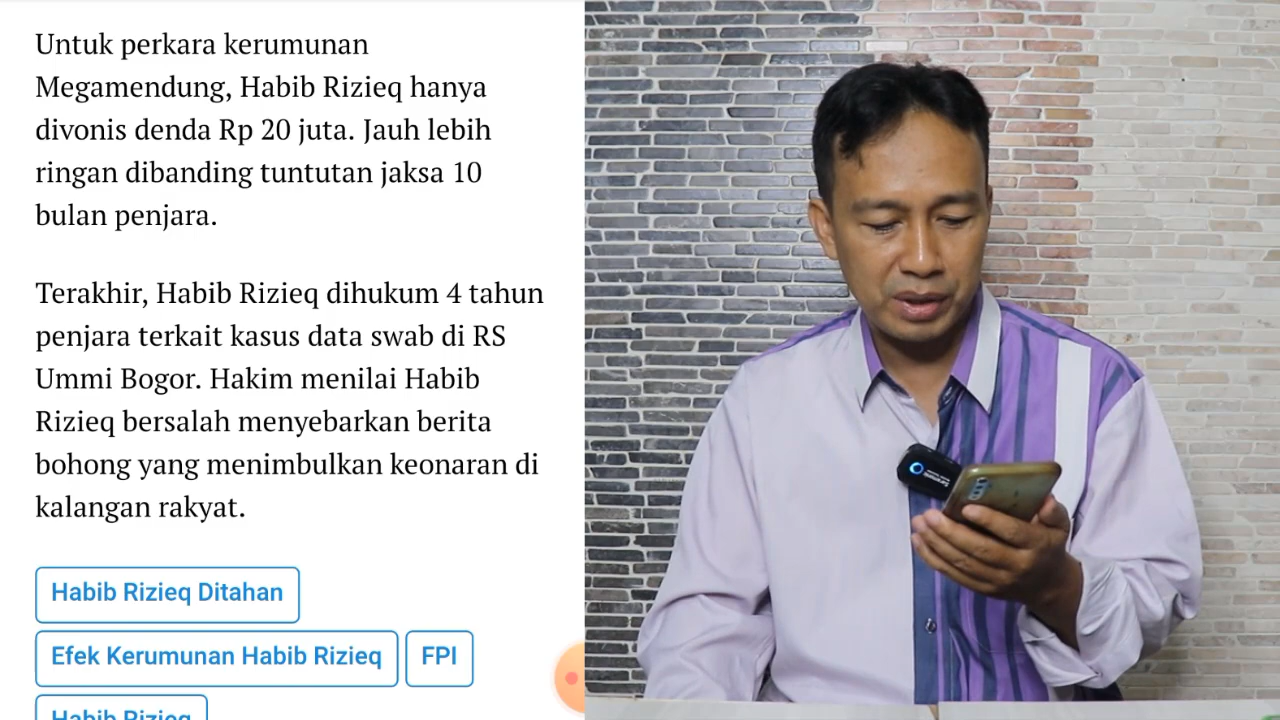 Untuk perkara kerumunan
Megamendung, Habib Rizieq hanya
divonis denda Rp 20 juta. Jauh lebih
ringan dibanding tuntutan jaksa 10
bulan penjara.
Terakhir, Habib Rizieq dihukum 4 tahun
penjara terkait kasus data swab di RS
Ummi Bogor. Hakim menilai Habib
Rizieq bersalah menyebarkan berita
bohong yang menimbulkan keonaran di
kalangan rakyat.
Habib Rizieq Ditahan
Efek Kerumunan Habib Rizieq
FPI
Habib Rizieq